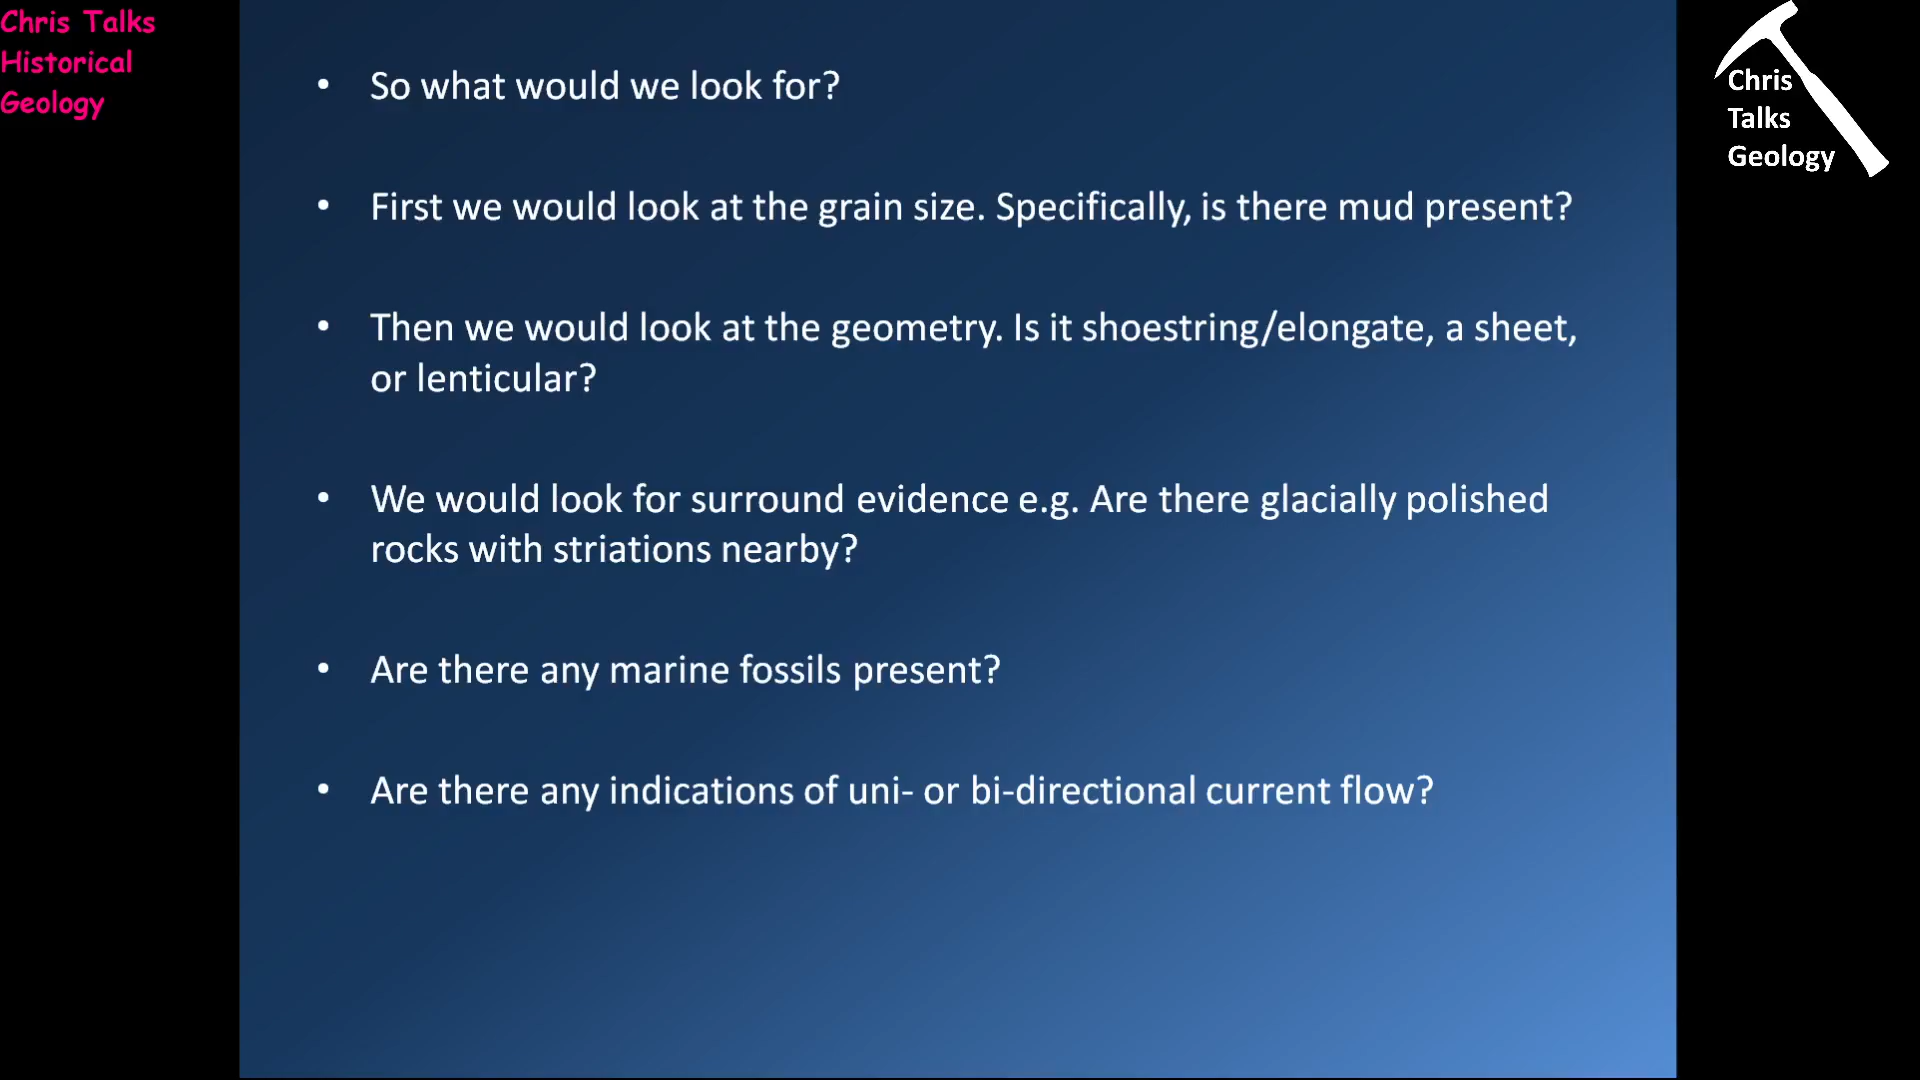 Chris Talks
Historical
Geology
• So what would we look for?
• First we would look at the grain size. Specifically, is there mud present?
• Then we would look at the geometry. Is it shoestring/elongate, a sheet,
or lenticular?
• We would look for surround evidence e.g. Are there glacially polished
rocks with striations nearby?
• Are there any marine fossils present?
• Are there any indications of uni- or bi-directional current flow?
Chris
Talks
Geology